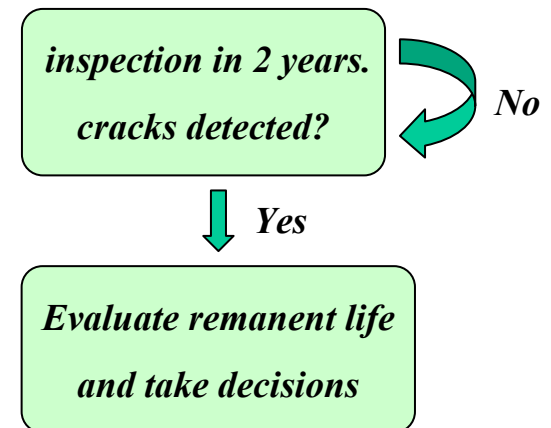 inspection in 2 years.
cracks detected?
No
Yes
Evaluate remanent life
and take decisions